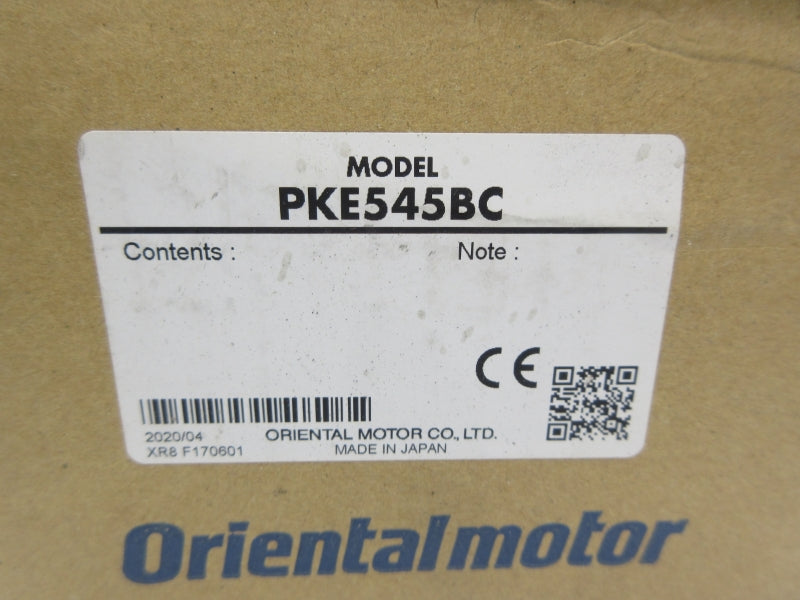 MODEL
PKE545BC
Contents : Note :
CE
2020/04 ORIENTAL MOTOR CO., LTD.
XR8 F170601 MADE IN JAPAN
Orientalmotor